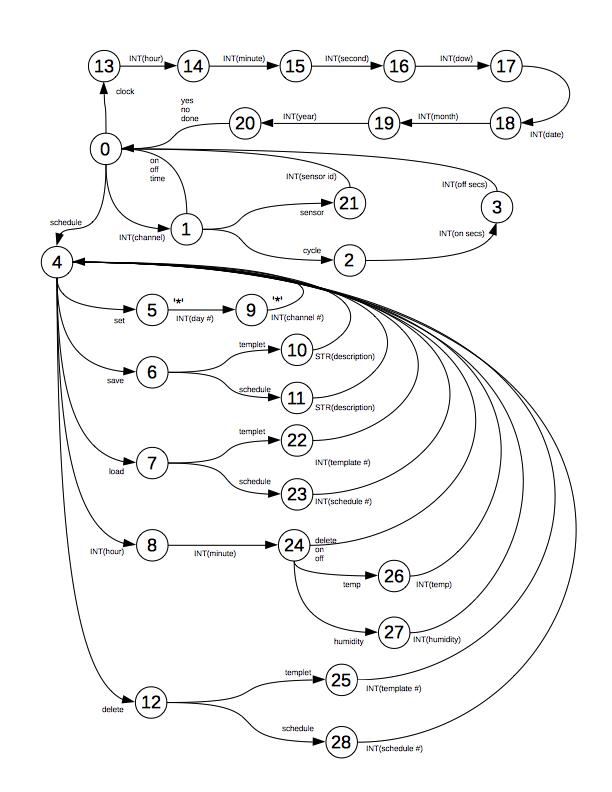 13
INT(hour)
14
INT(minute)
15
INT(second)
16
INT(dow)
17
clock
yes
no
done
20
INT(year)
19
INT(month)
18
INT(date)
0
on
off
time
INT(sensor id)
INT(off secs)
21
3
schedule
INT(channel)
1
sensor
INT(on secs)
cycle
2
4
set
5
'*'
INT(day #)
9
'*'
INT(channel #)
save
6
templet
10
STR(description)
schedule
11
STR(description)
load
7
templet
22
INT(template #)
schedule
23
INT(schedule #)
INT(hour)
8
INT(minute)
24
delete
on
off
temp
26
INT(temp)
humidity
27
INT(humidity)
delete
12
templet
25
INT(template #)
schedule
28
INT(schedule #)